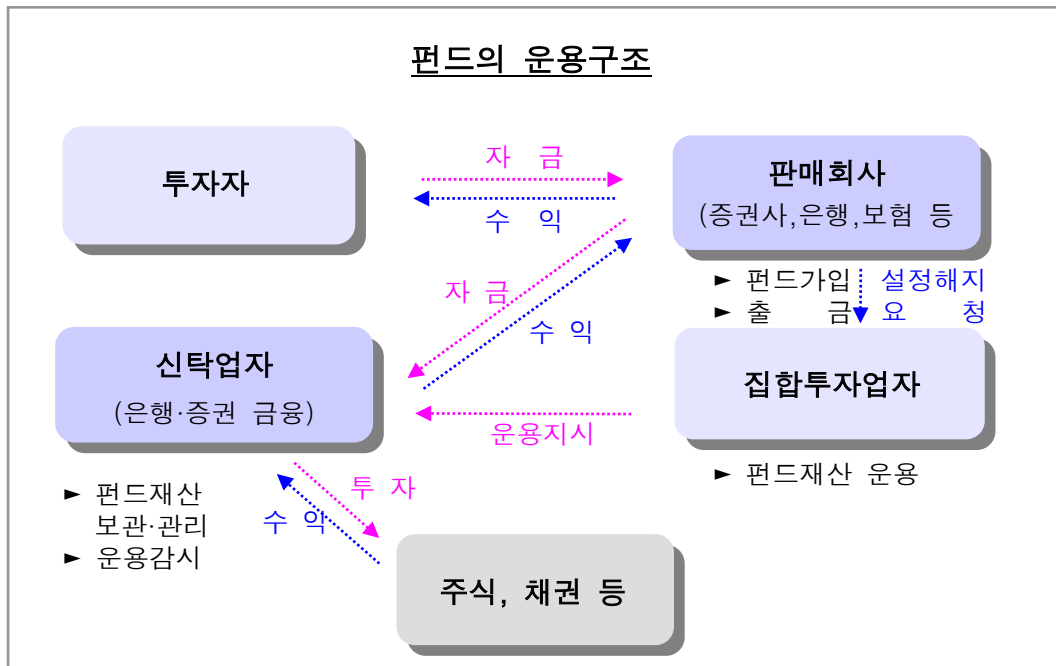 펀드의 운용구조
투자자
자 금
수 익
판매회사
(증권사,은행,보험 등
► 펀드가입
► 출 금
설정해지
요 청
자 금
수 익
신탁업자
(은행·증권 금융)
집합투자업자
운용지시
► 펀드재산 운용
► 펀드재산
보관·관리
► 운용감시
투 자
수 익
주식, 채권 등